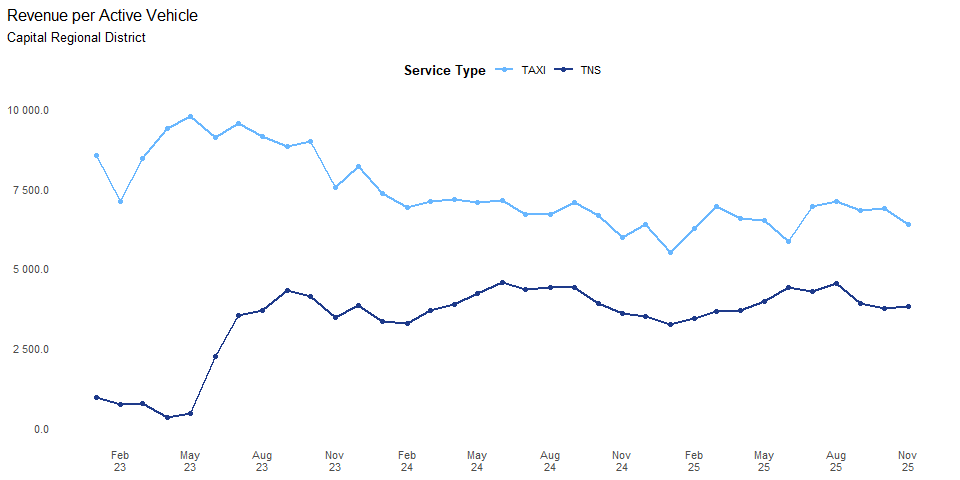 Revenue per Active Vehicle
Capital Regional District
Service Type TAXI TNS
10 000.0
7 500.0
5 000.0
2 500.0
0.0
Feb May Aug Nov Feb May Aug Nov Feb May Aug Nov
23 23 23 23 24 24 24 24 25 25 25 25